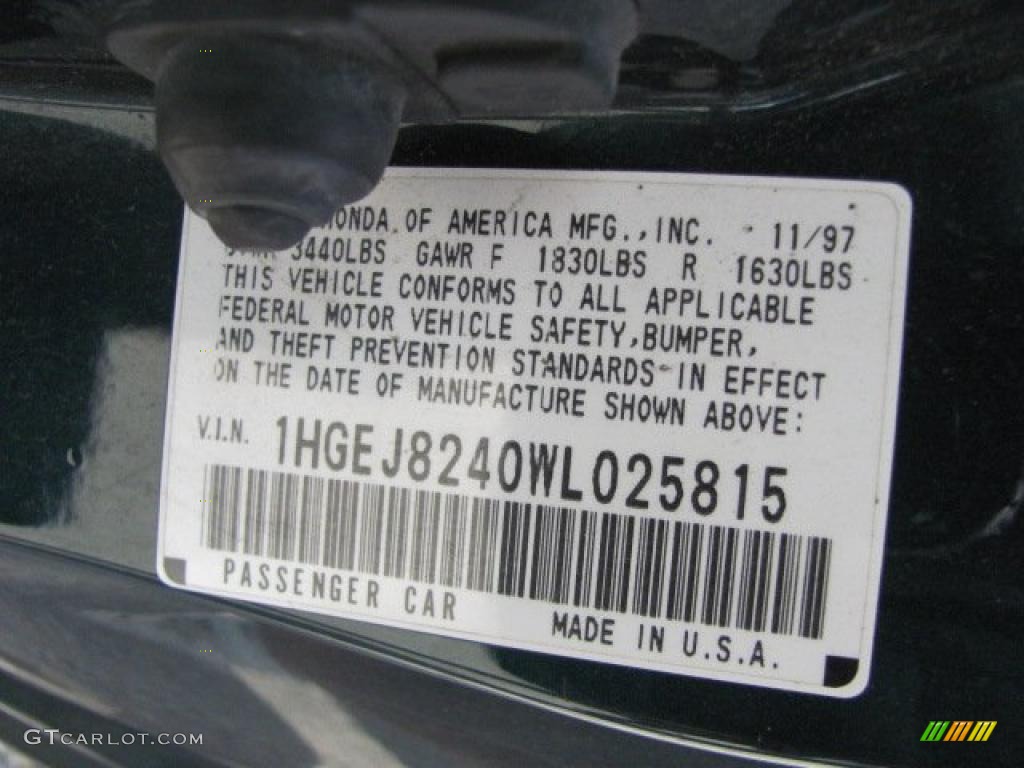 HONDA OF AMERICA MFG., INC. 11/97
3440LBS GAWR F 1830LBS R 1630LBS
THIS VEHICLE CONFORMS TO ALL APPLICABLE
FEDERAL MOTOR VEHICLE SAFETY,BUMPER,
AND THEFT PREVENTION STANDARDS IN EFFECT
ON THE DATE OF MANUFACTURE SHOWN ABOVE:
V.I.N. 1HGEJ8240WL025815
PASSENGER CAR
MADE IN U.S.A.
GTCARLOT.COM